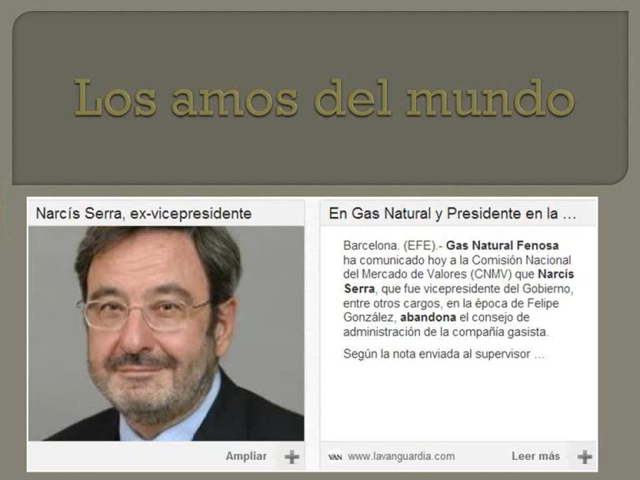 Los amos del mundo
Narcís Serra, ex-vicepresidente
En Gas Natural y Presidente en la ...
Barcelona. (EFE).- Gas Natural Fenosa
ha comunicado hoy a la Comisión Nacional
del Mercado de Valores (CNMV) que Narcís
Serra, que fue vicepresidente del Gobierno,
entre otros cargos, en la época de Felipe
González, abandona el consejo de
administración de la compañía gasista.
Según la nota enviada al supervisor ...
Ampliar
VAN www.lavanguardia.com
Leer más